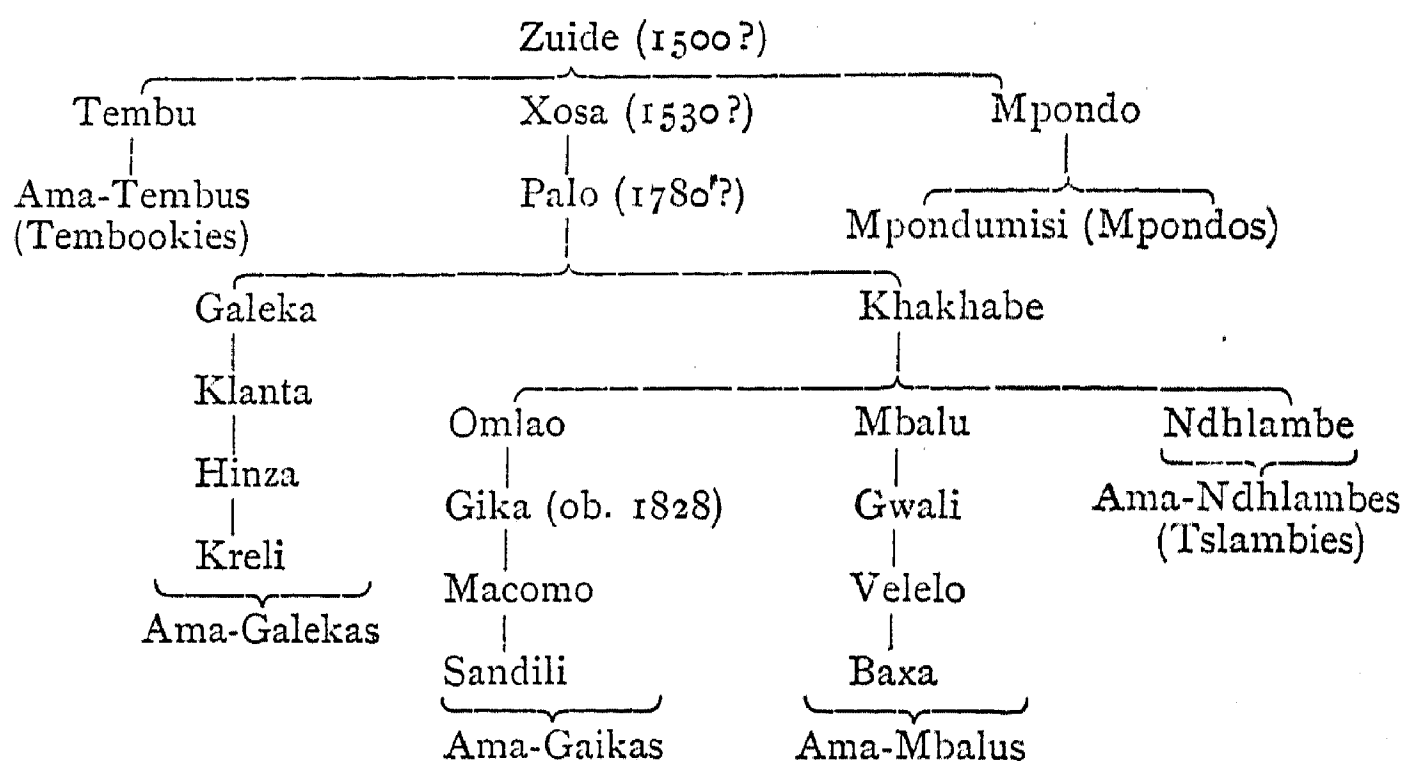 Zuide (1500?)
Tembu Xosa (1530?) Mpondo
Ama-Tembus Palo (1780'?) Mpondumisi (Mpondos)
(Tembookies)
Galeka Khakhabe
Klanta
Omlao Mbalu Ndhlambe
Hinza
Gika (ob. 1828) Gwali Ama-Ndhlambes
(Tslambies)
Kreli
Macomo Velelo
Ama-Galekas
Sandili Baxa
Ama-Gaikas Ama-Mbalus